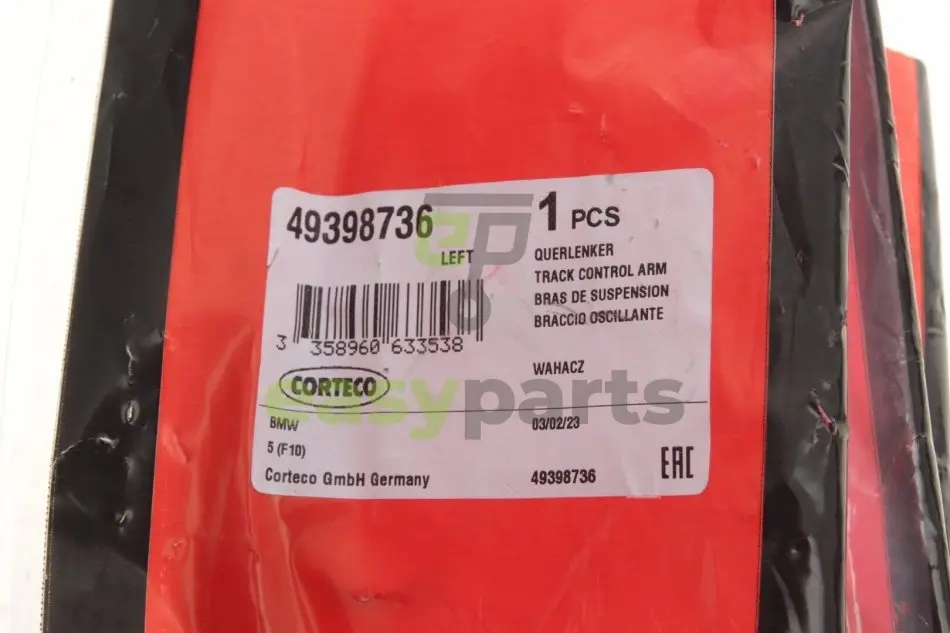 49398736
LEFT
3 358960 633538
CORTECO
1 PCS
QUERLENKER
TRACK CONTROL ARM
BRAS DE SUSPENSION
BRACCIO OSCILLANTE
WAHACZ
BMW
5 (F10)
Corteco GmbH Germany
03/02/23
49398736
EAC
ep
easyparts